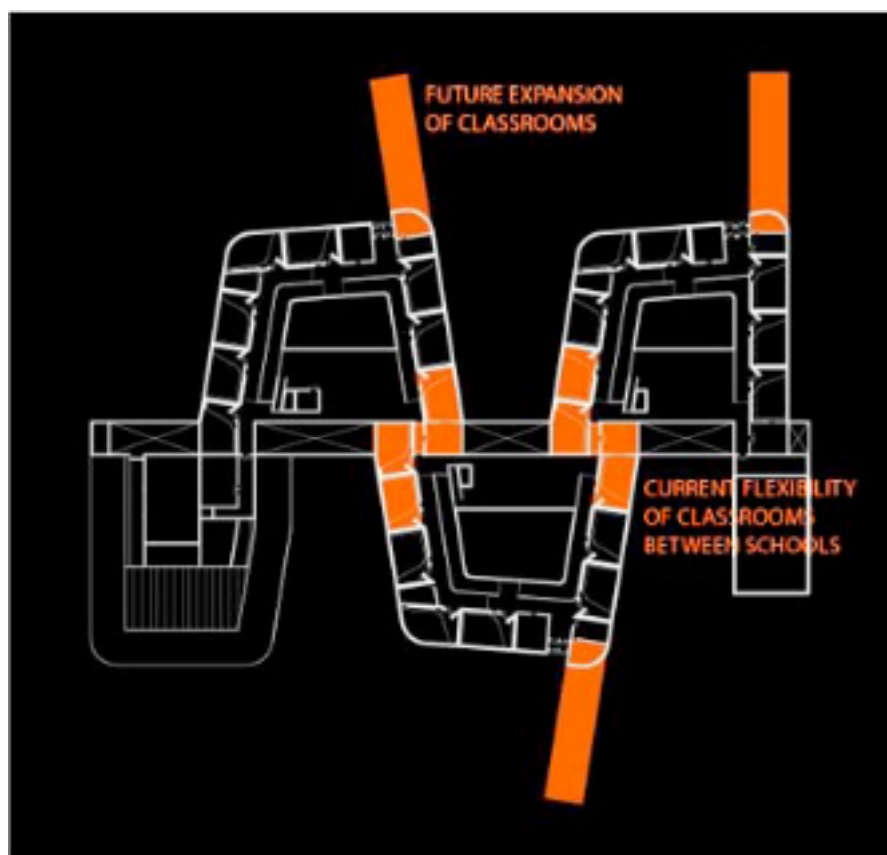 FUTURE EXPANSION
OF CLASSROOMS
CURRENT FLEXIBILITY
OF CLASSROOMS
BETWEEN SCHOOLS